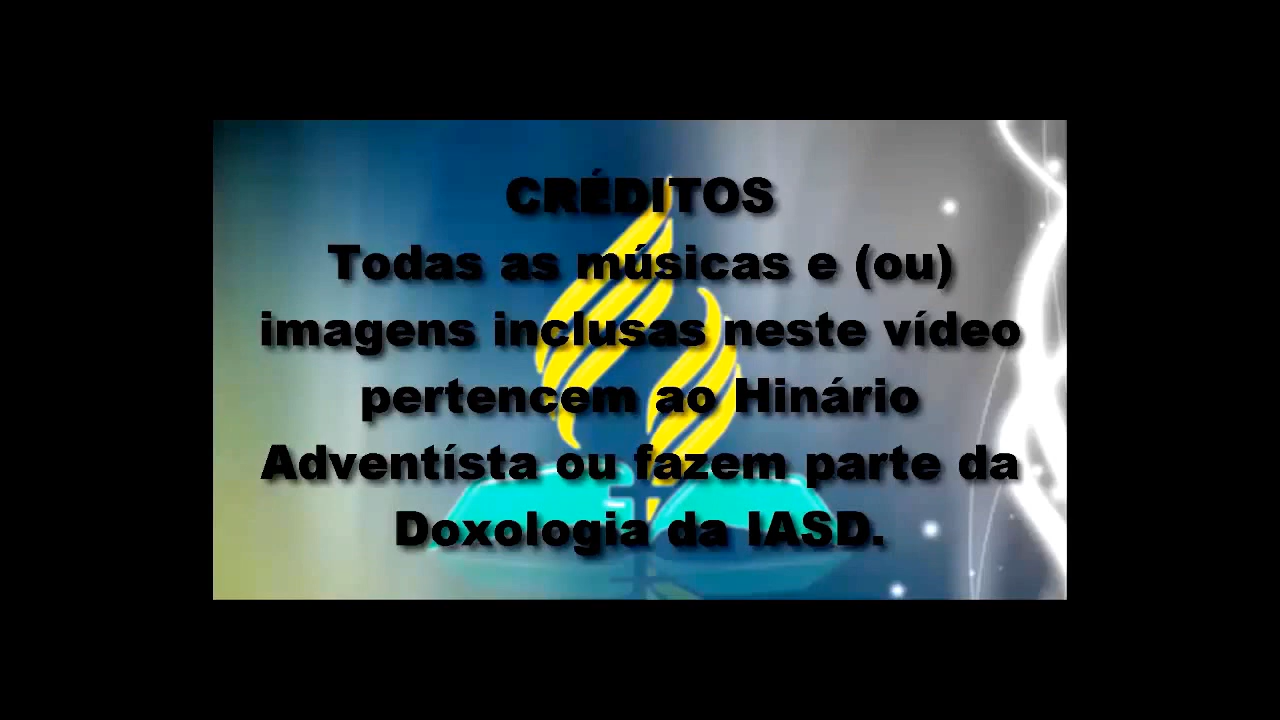 CRÉDITOS
Todas as músicas e (ou)
imagens inclusas neste vídeo
pertencem ao Hinário
Adventísta ou fazem parte da
Doxologia da IASD.